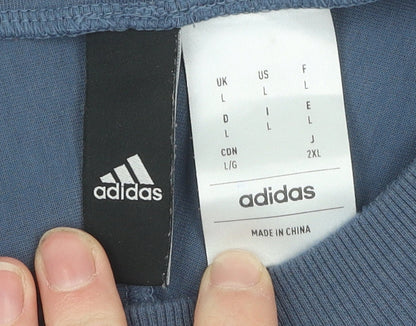 adidas
UK US F
L L L
D I E
L L L
CDN J
L/G 2XL
adidas
MADE IN CHINA